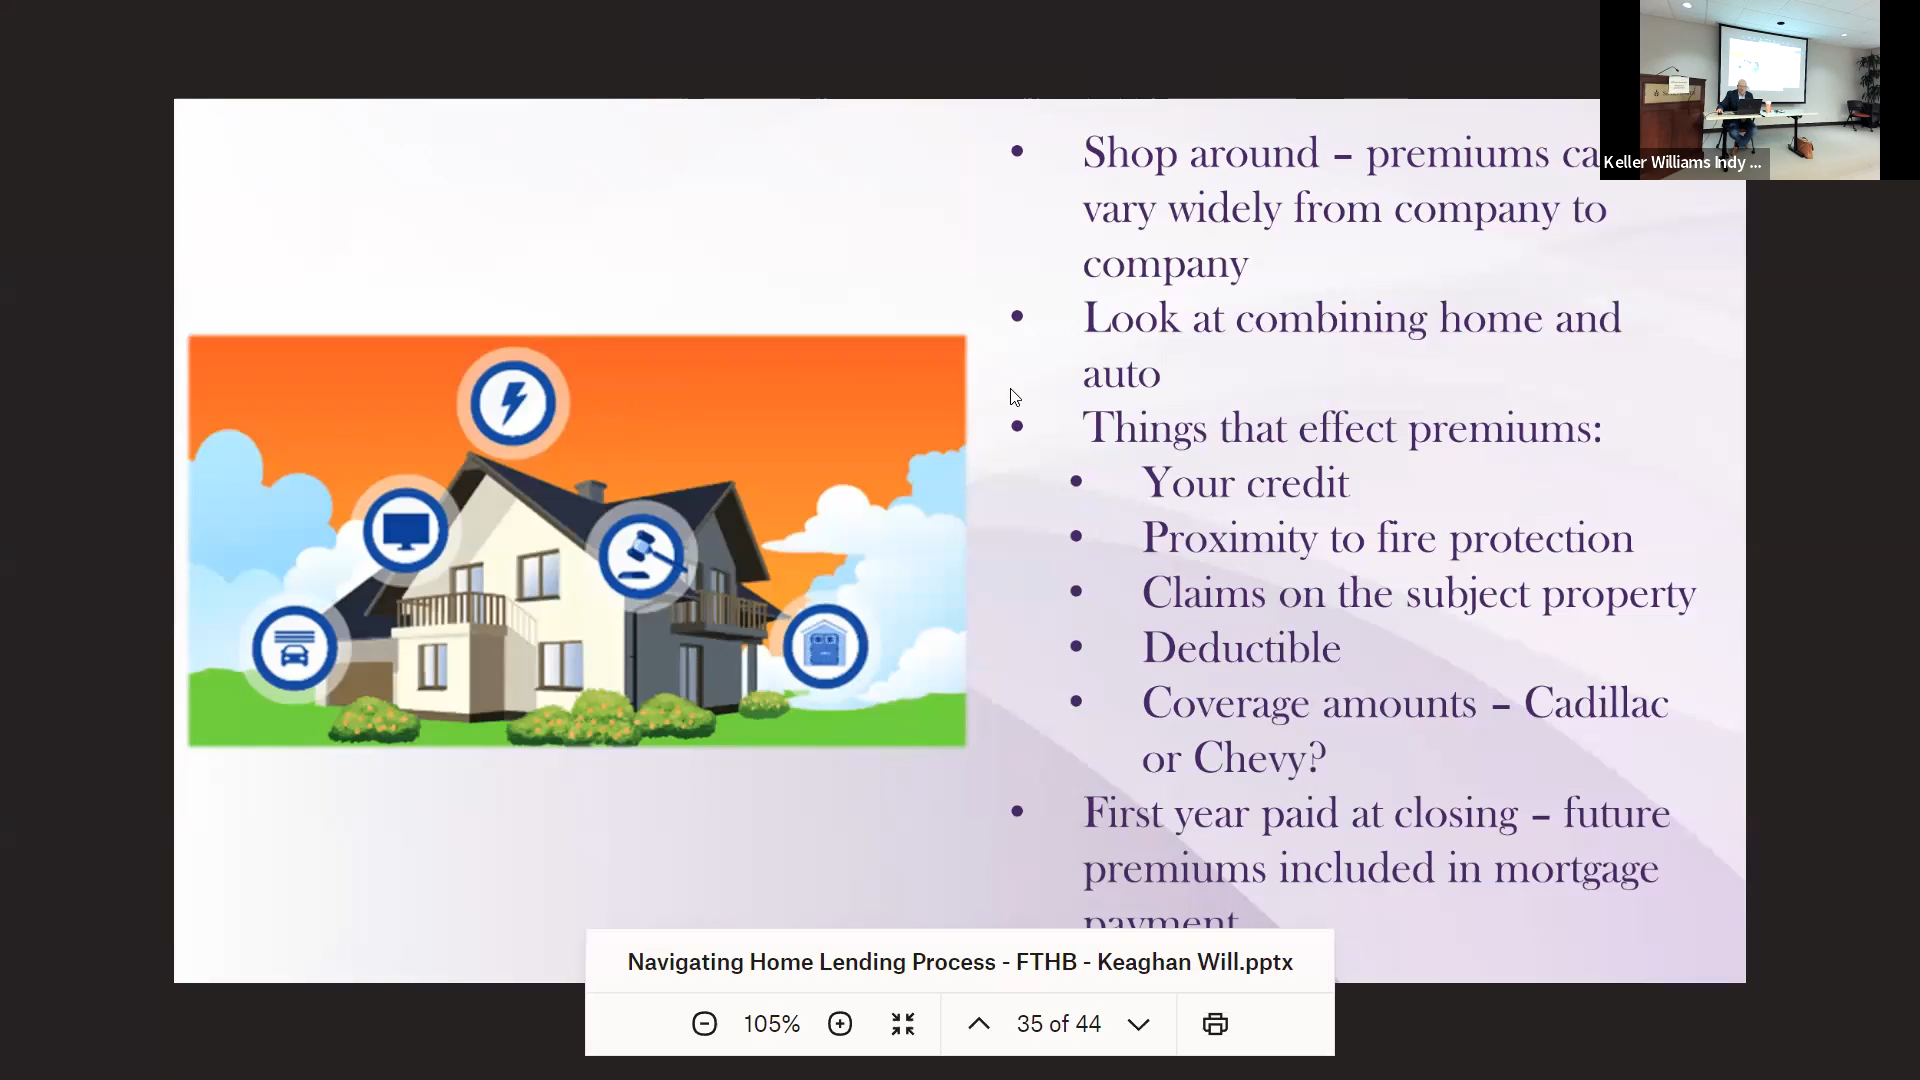 Shop around – premiums ca
vary widely from company to
company
Look at combining home and
auto
Things that effect premiums:
Your credit
Proximity to fire protection
Claims on the subject property
Deductible
Coverage amounts – Cadillac
or Chevy?
First year paid at closing – future
premiums included in mortgage
payment
Keller Williams Indy ...
Navigating Home Lending Process - FTHB - Keaghan Will.pptx
105%
35 of 44